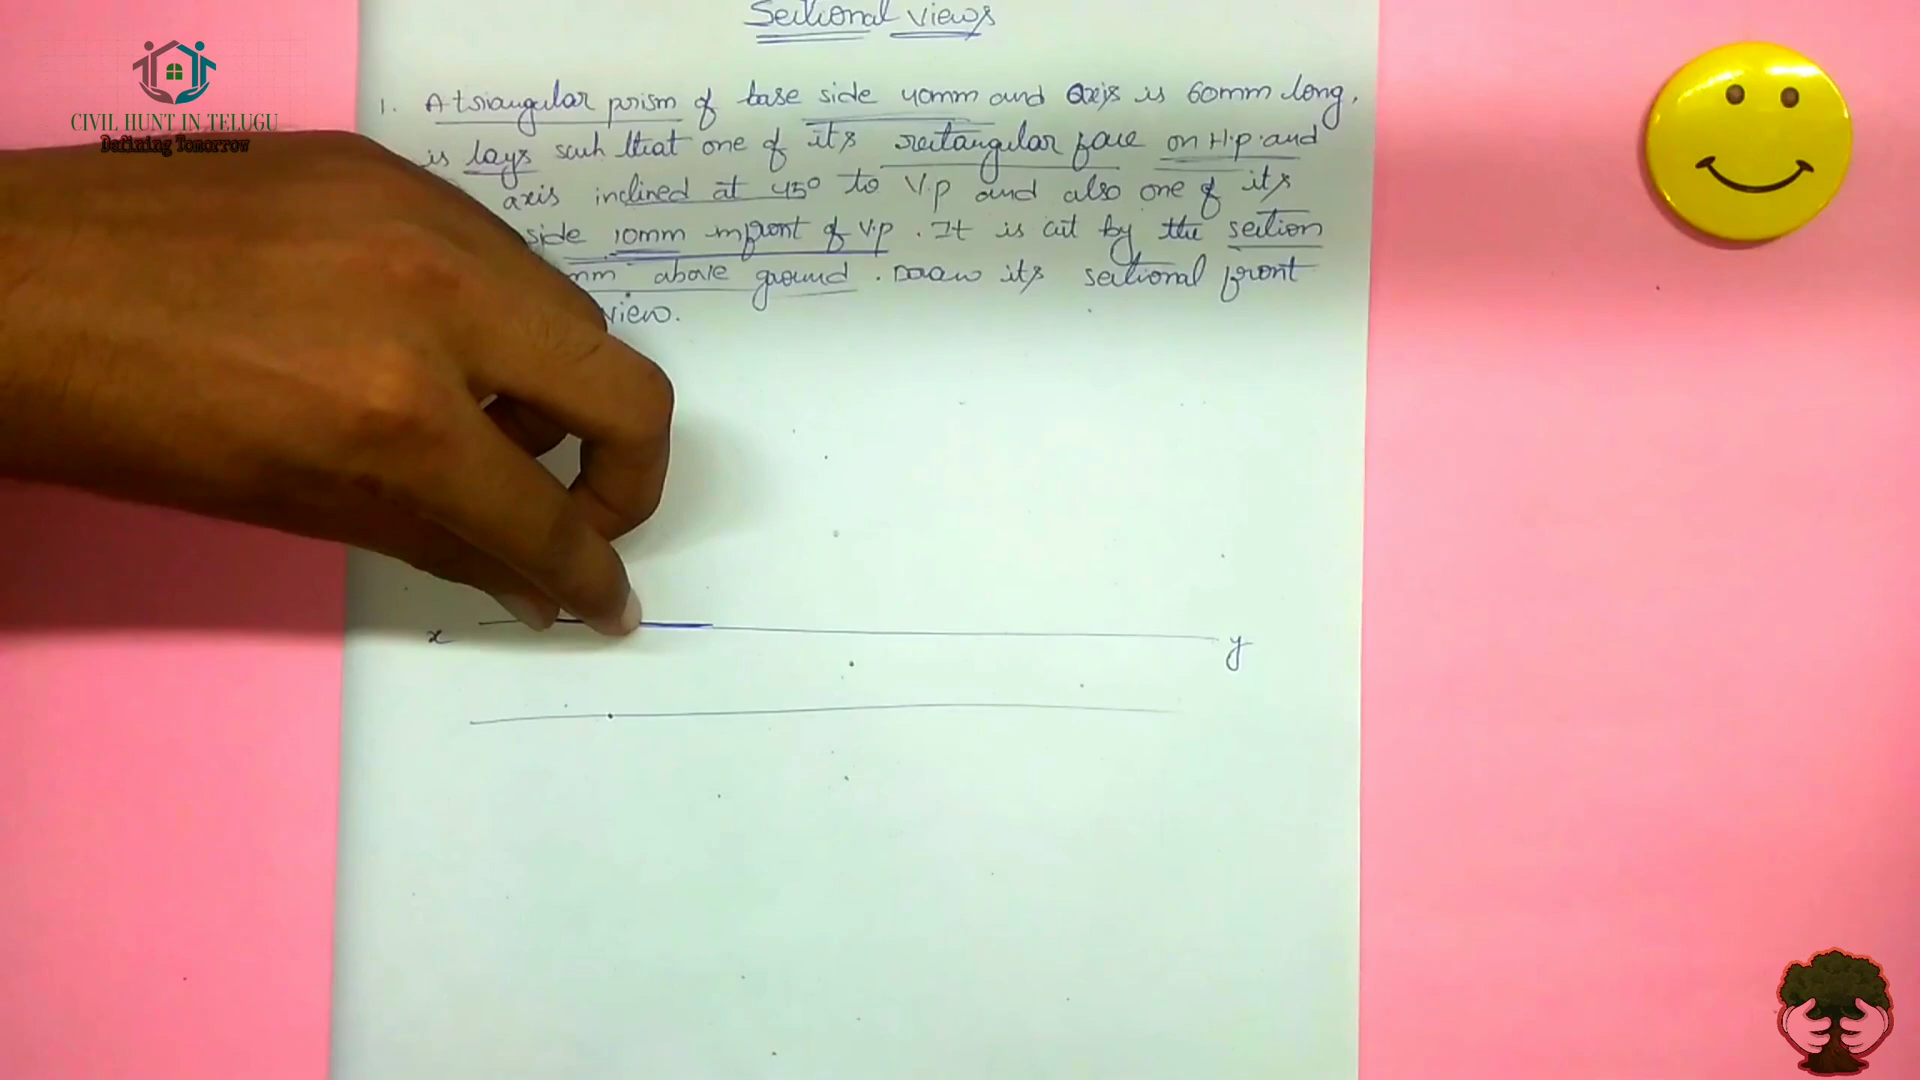 Sectional views
CIVIL HUNT IN TELUGU
Defining Tomorrow
1. A triangular prism of base side 40mm and axis is 60mm long,
is lays such that one of its rectangular face on H.p. and
axis inclined at 45° to V.p and also one of its
side 10mm infront of V.p. It is cut by the section
mm above ground. Draw its sectional front
view.
x
y